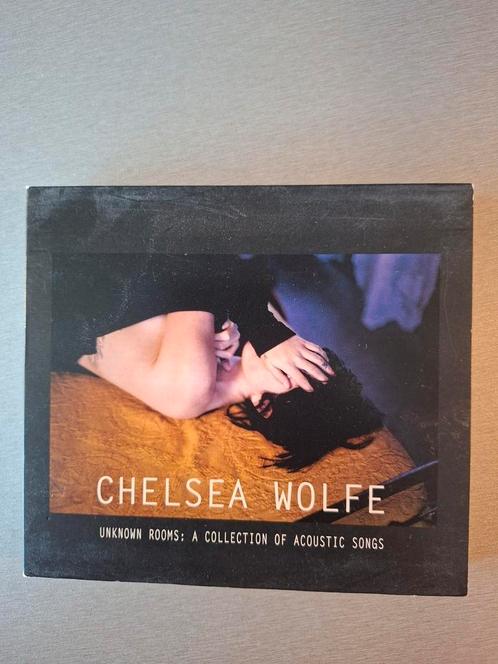 CHELSEA WOLFE
UNKNOWN ROOMS; A COLLECTION OF ACOUSTIC SONGS